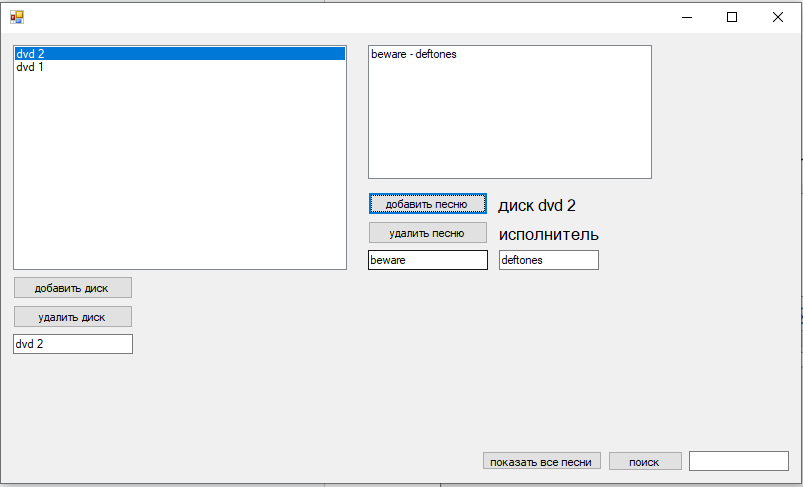 dvd 2
dvd 1
beware - deftones
добавить песню
диск dvd 2
удалить песню
исполнитель
beware
deftones
добавить диск
удалить диск
dvd 2
показать все песни
поиск